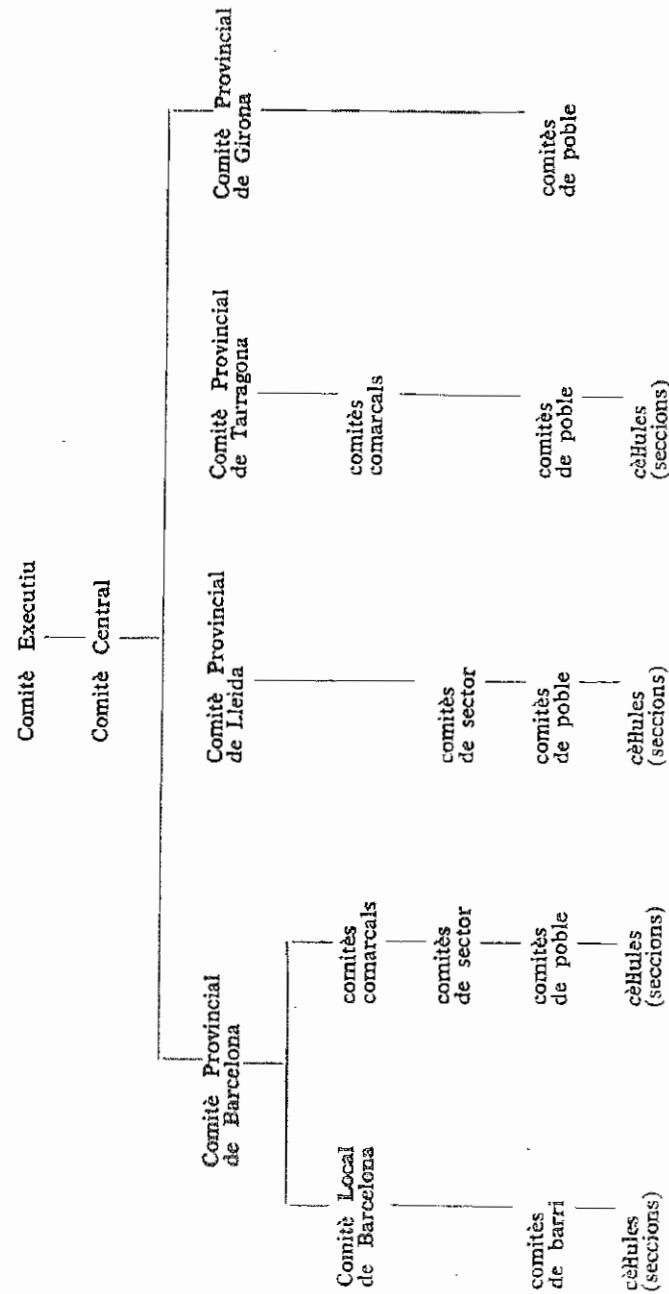 Comitè Executiu
Comitè Central
Comitè Provincial
de Barcelona
Comitè Provincial
de Lleida
Comitè Provincial
de Tarragona
Comitè Provincial
de Girona
Comitè Local
de Barcelona
comitès
comarcals
comitès
comarcals
comitès
de sector
comitès
de sector
comitès
de barri
comitès
de poble
comitès
de poble
comitès
de poble
comitès
de poble
cèl·lules
(seccions)
cèl·lules
(seccions)
cèl·lules
(seccions)
cèl·lules
(seccions)